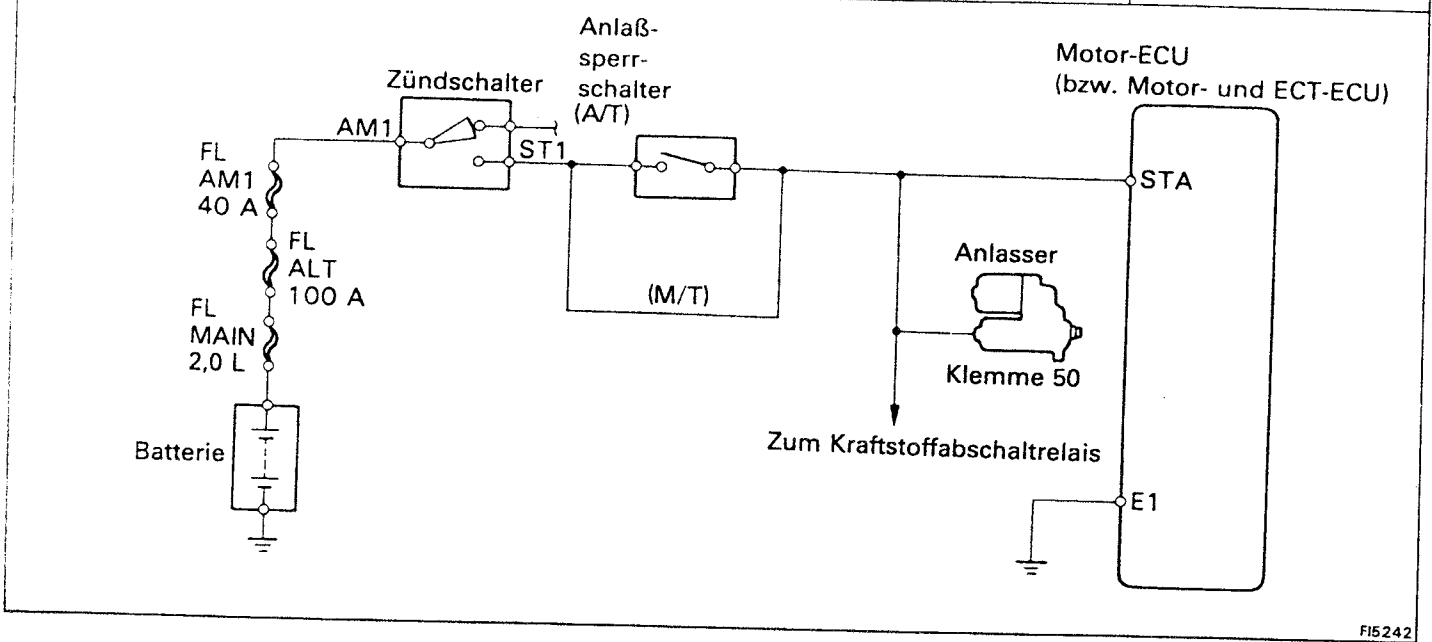 Anlaß-
sperr-
schalter
(A/T)
Motor-ECU
(bzw. Motor- und ECT-ECU)
Zündschalter
AM1
ST1
FL
AM1
40 A
FL
ALT
100 A
FL
MAIN
2,0 L
(M/T)
STA
Anlasser
Klemme 50
Batterie
Zum Kraftstoffabschaltrelais
E1
FI5242